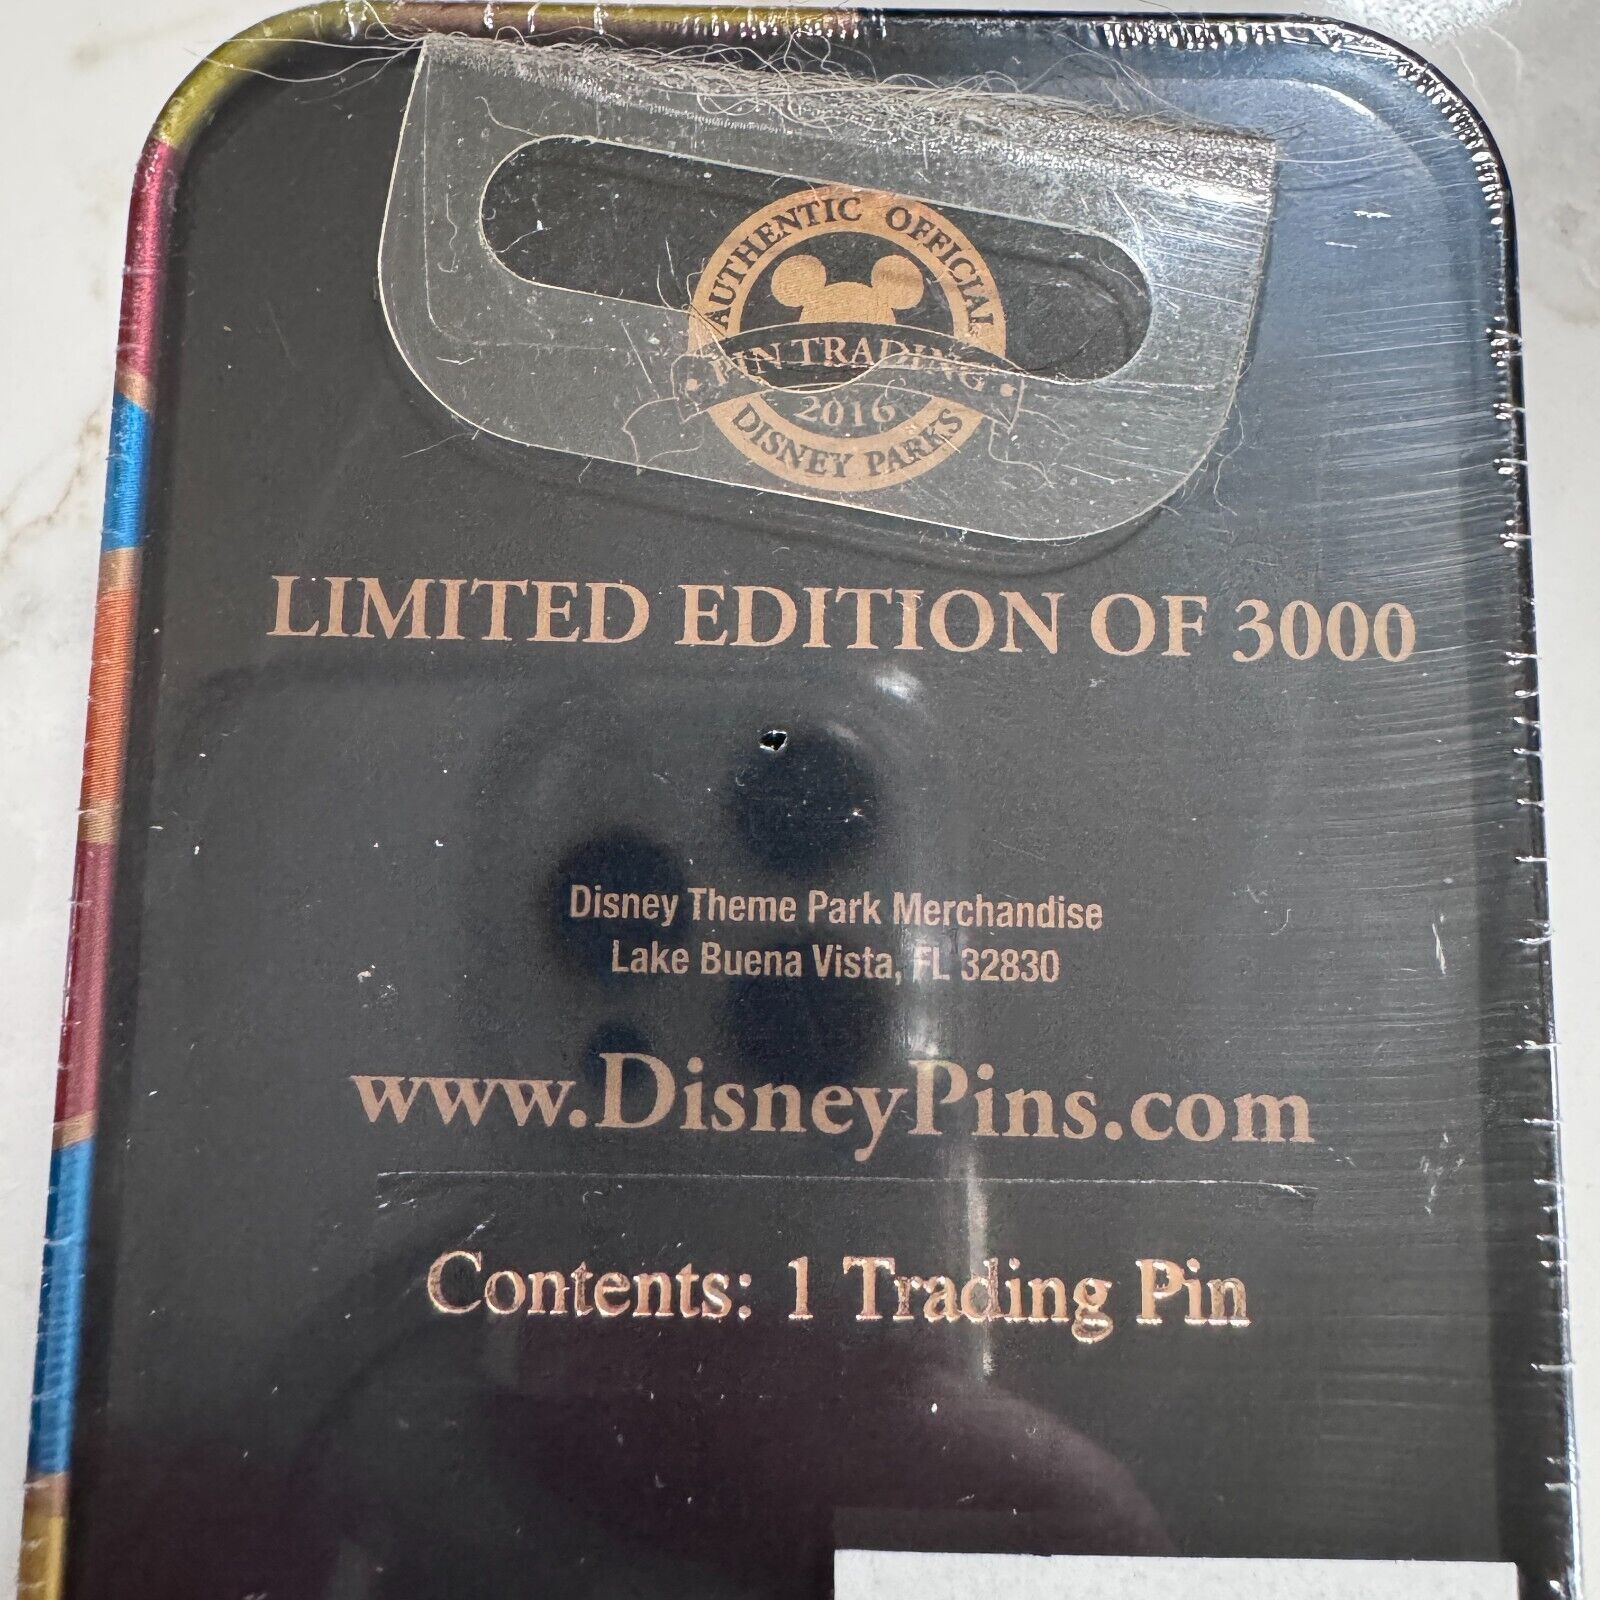 AUTHENTIC OFFICIAL
PIN TRADING
2016
DISNEY PARKS
LIMITED EDITION OF 3000
Disney Theme Park Merchandise
Lake Buena Vista, FL 32830
www.DisneyPins.com
Contents: 1 Trading Pin